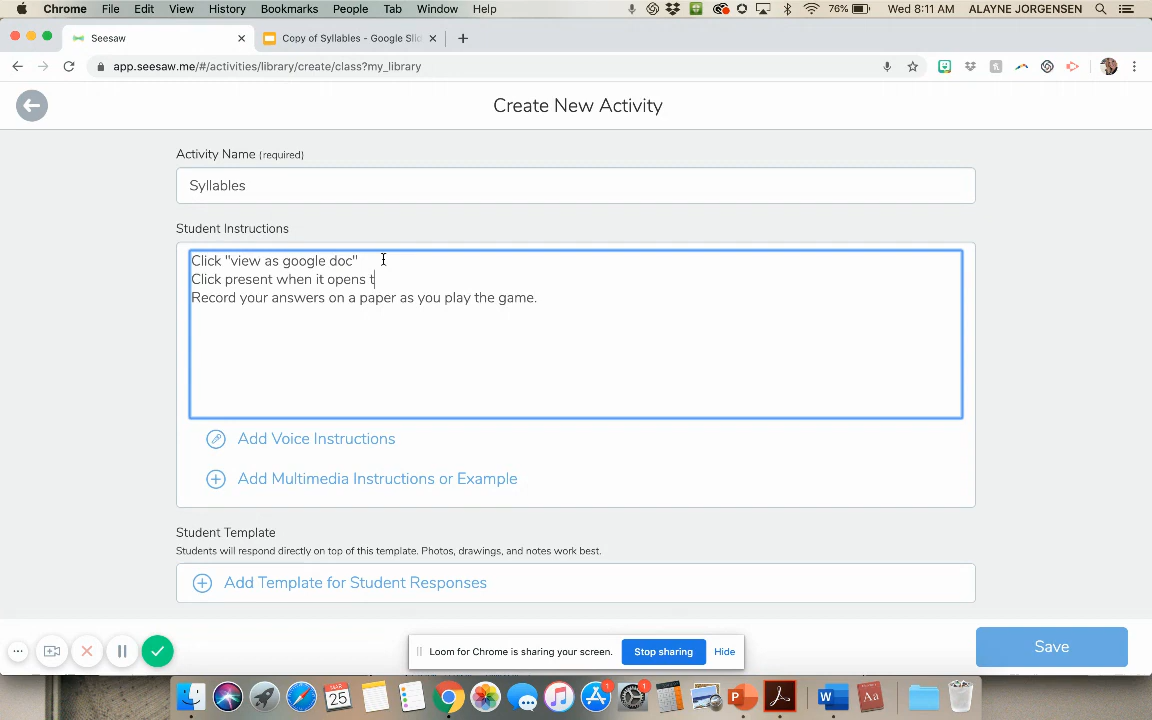 Chrome File Edit View History Bookmarks People Tab Window Help 76% Wed 8:11 AM ALAYNE JORGENSEN
Seesaw Copy of Syllables - Google Slid
app.seesaw.me/#/activities/library/create/class?my_library
Create New Activity
Activity Name (required)
Syllables
Student Instructions
Click "view as google doc"
Click present when it opens t
Record your answers on a paper as you play the game.
Add Voice Instructions
Add Multimedia Instructions or Example
Student Template
Students will respond directly on top of this template. Photos, drawings, and notes work best.
Add Template for Student Responses
Loom for Chrome is sharing your screen. Stop sharing Hide
Save
25
1
1
Aa